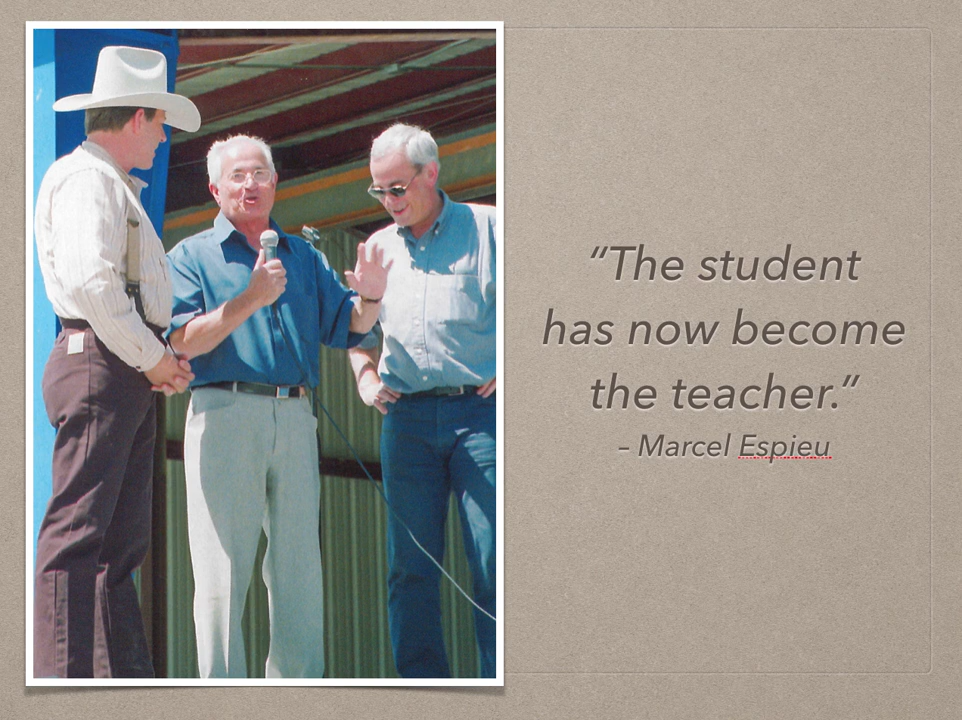 “The student
has now become
the teacher.”
– Marcel Espieu